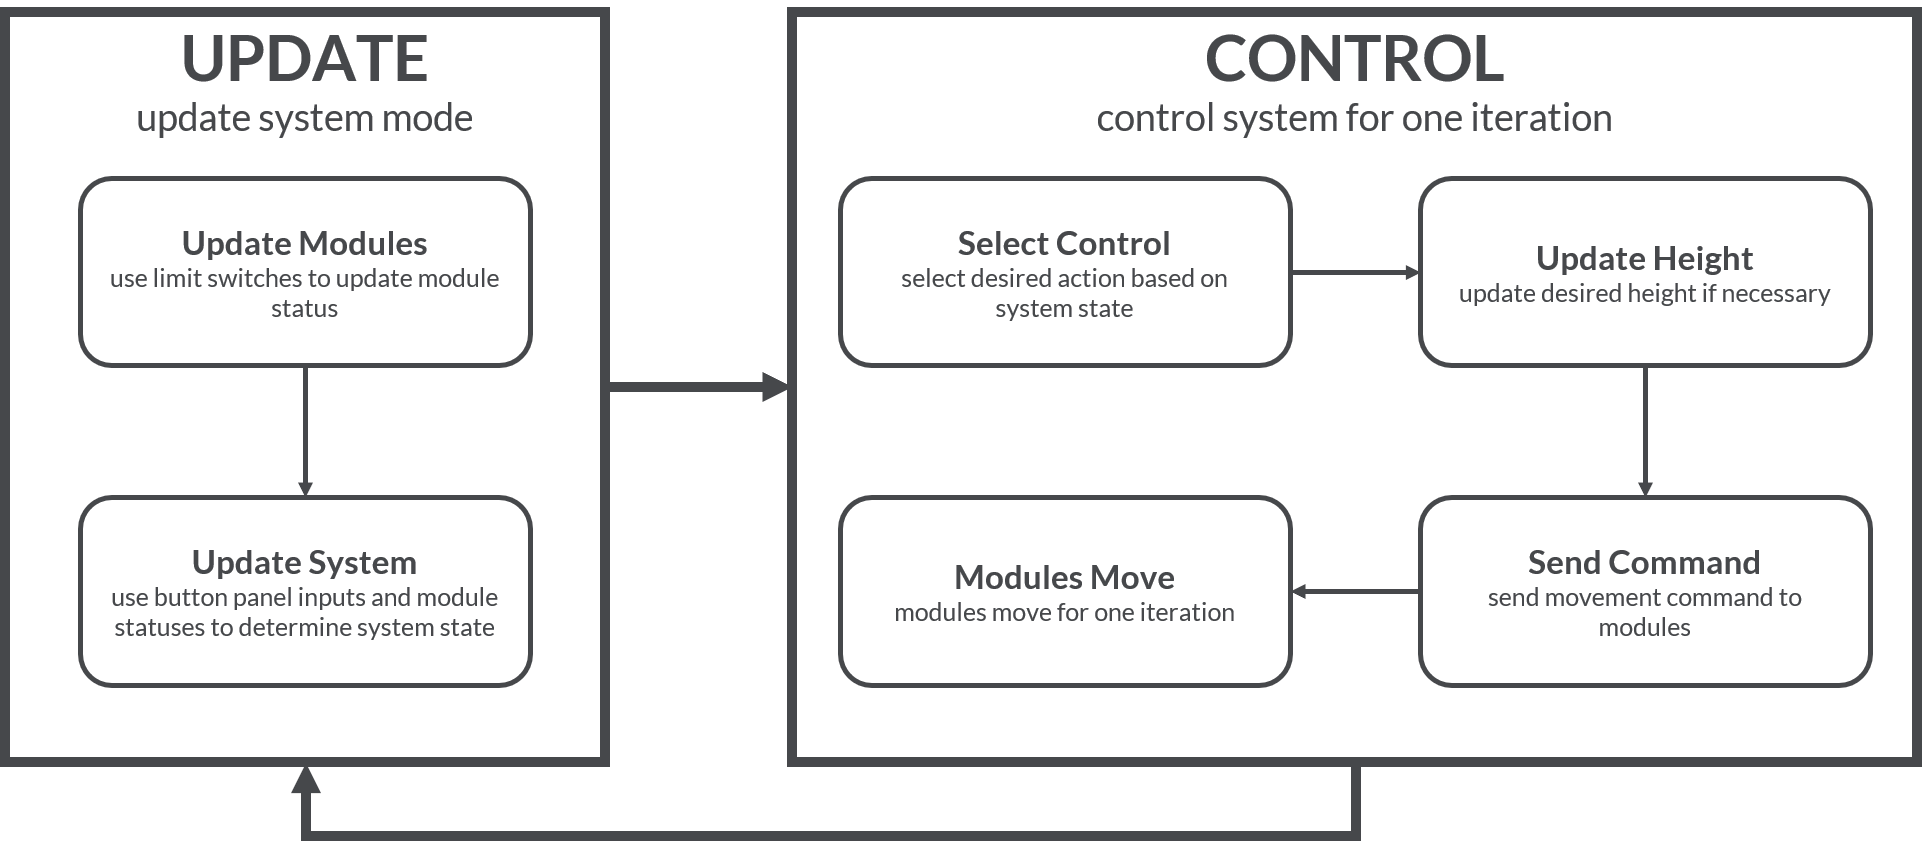 UPDATE
update system mode
Update Modules
use limit switches to update module
status
Update System
use button panel inputs and module
statuses to determine system state
CONTROL
control system for one iteration
Select Control
select desired action based on
system state
Update Height
update desired height if necessary
Send Command
send movement command to
modules
Modules Move
modules move for one iteration